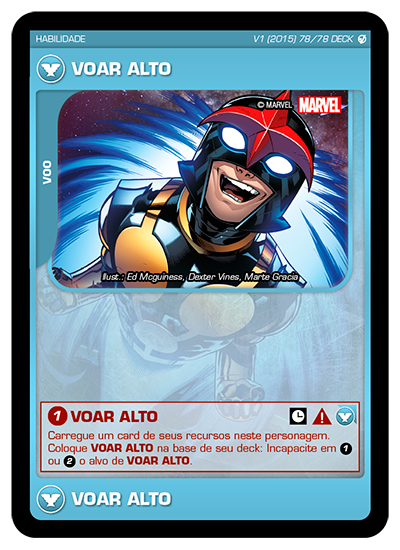 HABILIDADE V1 (2015) 78/78 DECK
VOAR ALTO
© MARVEL MARVEL
VOO
Illust.: Ed Mcguiness, Dexter Vines, Marte Gracia
1 VOAR ALTO
Carregue um card de seus recursos neste personagem.
Coloque VOAR ALTO na base de seu deck: Incapacite em 1
ou 2 o alvo de VOAR ALTO.
VOAR ALTO